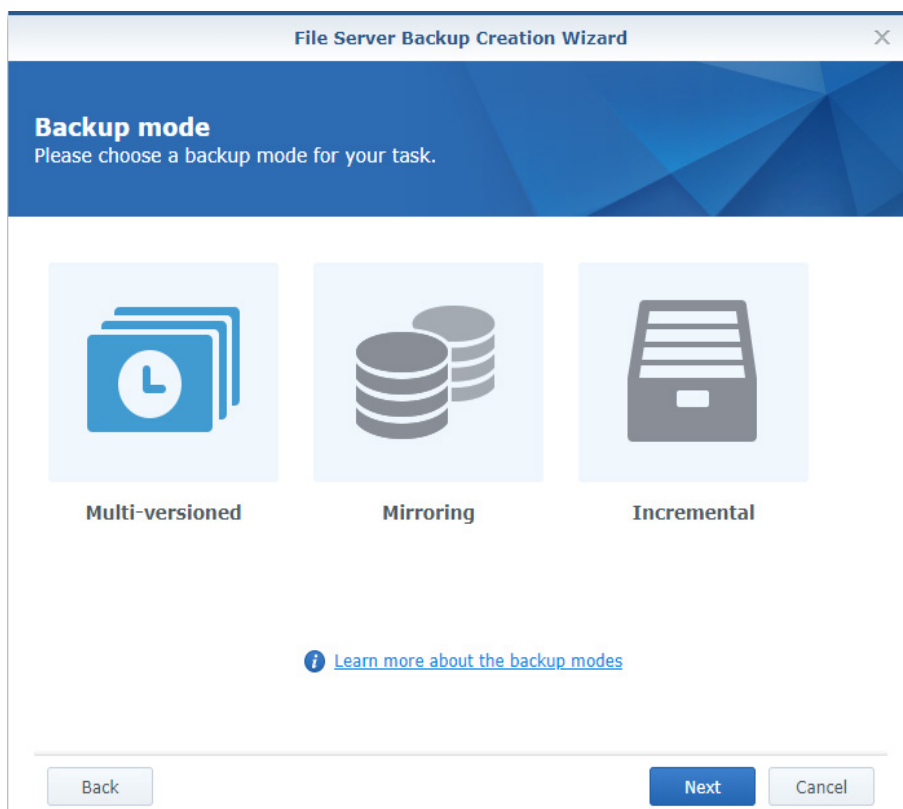 File Server Backup Creation Wizard
Backup mode
Please choose a backup mode for your task.
Multi-versioned
Mirroring
Incremental
Learn more about the backup modes
Back
Next
Cancel